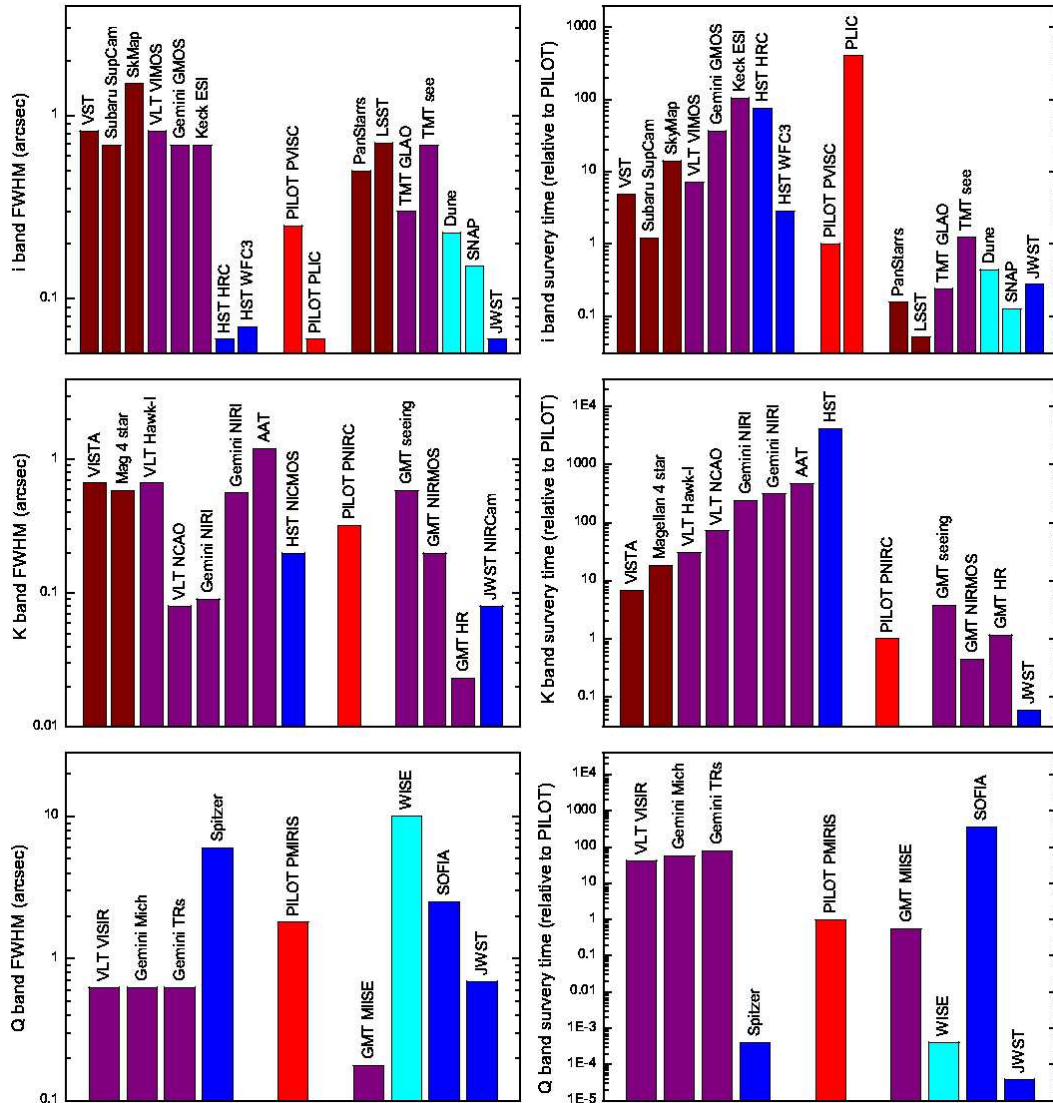 i band FWHM (arcsec)
1
0.1
VST
Subaru SupCam
SkMap
VLT VIMOS
Gemini GMOS
Keck ESI
HST HRC
HST WFC3
PILOT PVISC
PILOT PLIC
PanStarrs
LSST
TMT GLAO
TMT see
Dune
SNAP
JWST
i band survery time (relative to PILOT)
1000
100
10
1
0.1
VST
Subaru SupCam
SkyMap
VLT VIMOS
Gemini GMOS
Keck ESI
HST HRC
HST WFC3
PILOT PVISC
PLIC
PanStarrs
LSST
TMT GLAO
TMT see
Dune
SNAP
JWST
K band FWHM (arcsec)
1
0.1
0.01
VISTA
Mag 4 star
VLT Hawk-I
VLT NCAO
Gemini NIRI
Gemini NIRI
AAT
HST NICMOS
PILOT PNIRC
GMT seeing
GMT NIRMOS
GMT HR
JWST NIRCam
K band survery time (relative to PILOT)
1E4
1000
100
10
1
0.1
VISTA
Magellan 4 star
VLT Hawk-I
VLT NCAO
Gemini NIRI
Gemini NIRI
AAT
HST
PILOT PNIRC
GMT seeing
GMT NIRMOS
GMT HR
JWST
Q band FWHM (arcsec)
10
1
0.1
VLT VISIR
Gemini Mich
Gemini TRs
Spitzer
PILOT PMIRIS
GMT MIISE
WISE
SOFIA
JWST
Q band survery time (relative to PILOT)
1E4
1000
100
10
1
0.1
0.01
1E-3
1E-4
1E-5
VLT VISIR
Gemini Mich
Gemini TRs
Spitzer
PILOT PMIRIS
GMT MIISE
WISE
SOFIA
JWST